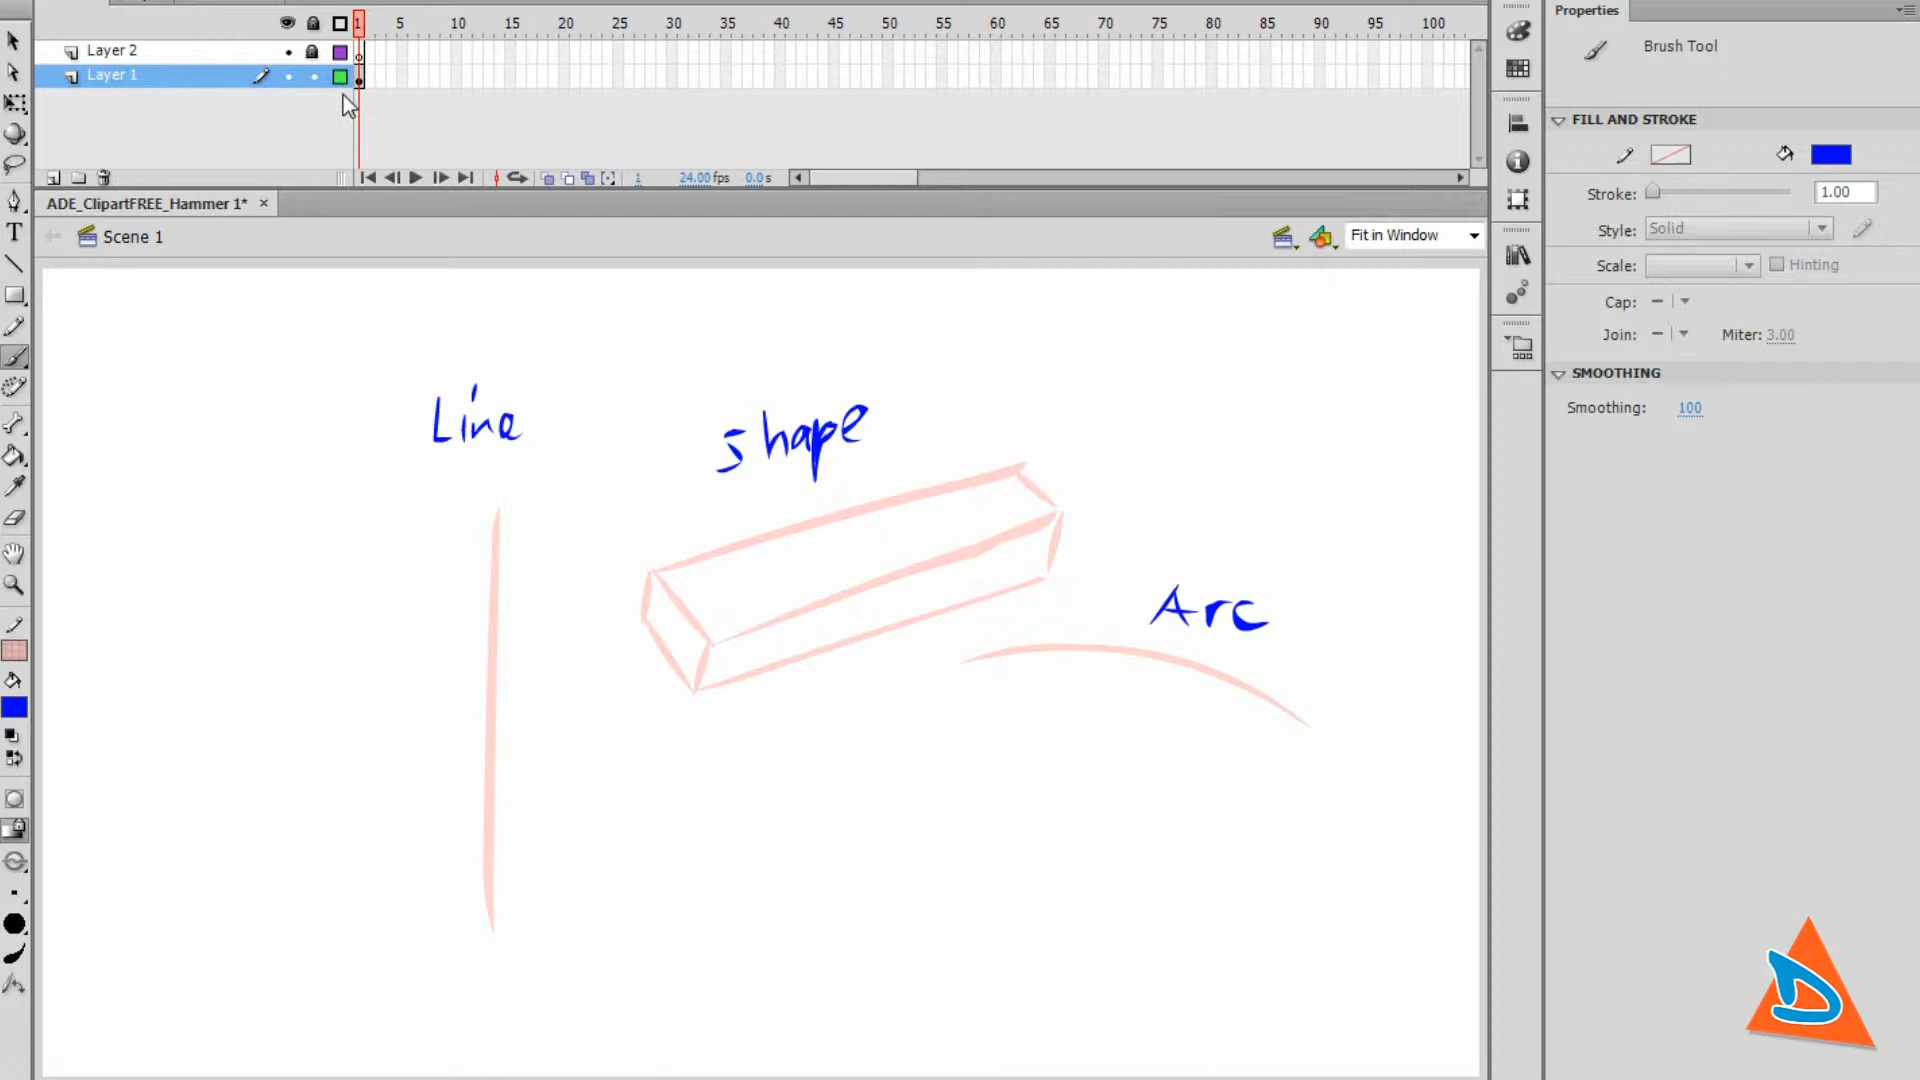 1 5 10 15 20 25 30 35 40 45 50 55 60 65 70 75 80 85 90 95 100
Layer 2
Layer 1
1 24.00 fps 0.0 s
ADE_ClipartFREE_Hammer 1*
Scene 1
Fit in Window
Line
shape
Arc
Properties
Brush Tool
FILL AND STROKE
Stroke: 1.00
Style: Solid
Scale: Hinting
Cap:
Join: Miter: 3.00
SMOOTHING
Smoothing: 100
T
D